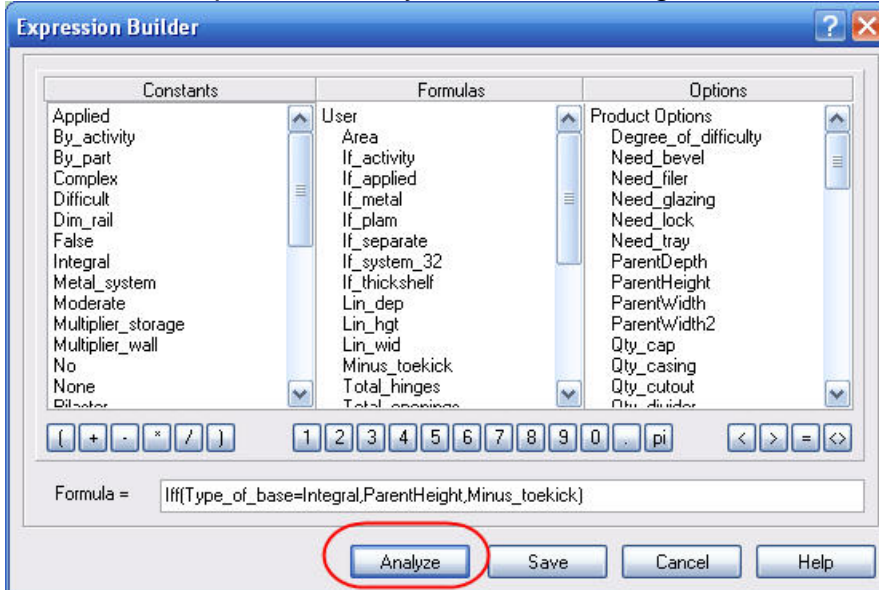 Expression Builder
Constants
Formulas
Options
Applied
By_activity
By_part
Complex
Difficult
Dim_rail
False
Integral
Metal_system
Moderate
Multiplier_storage
Multiplier_wall
No
None
Pilaster
User
Area
If_activity
If_applied
If_metal
If_plam
If_separate
If_system_32
If_thickshelf
Lin_dep
Lin_hgt
Lin_wid
Minus_toekick
Total_hinges
Total_openings
Product Options
Degree_of_difficulty
Need_bevel
Need_filer
Need_glazing
Need_lock
Need_tray
ParentDepth
ParentHeight
ParentWidth
ParentWidth2
Qty_cap
Qty_casing
Qty_cutout
Qty_divider
( + - * / ) 1 2 3 4 5 6 7 8 9 0 . pi < > = <>
Formula = Iff(Type_of_base=Integral,ParentHeight,Minus_toekick)
Analyze Save Cancel Help